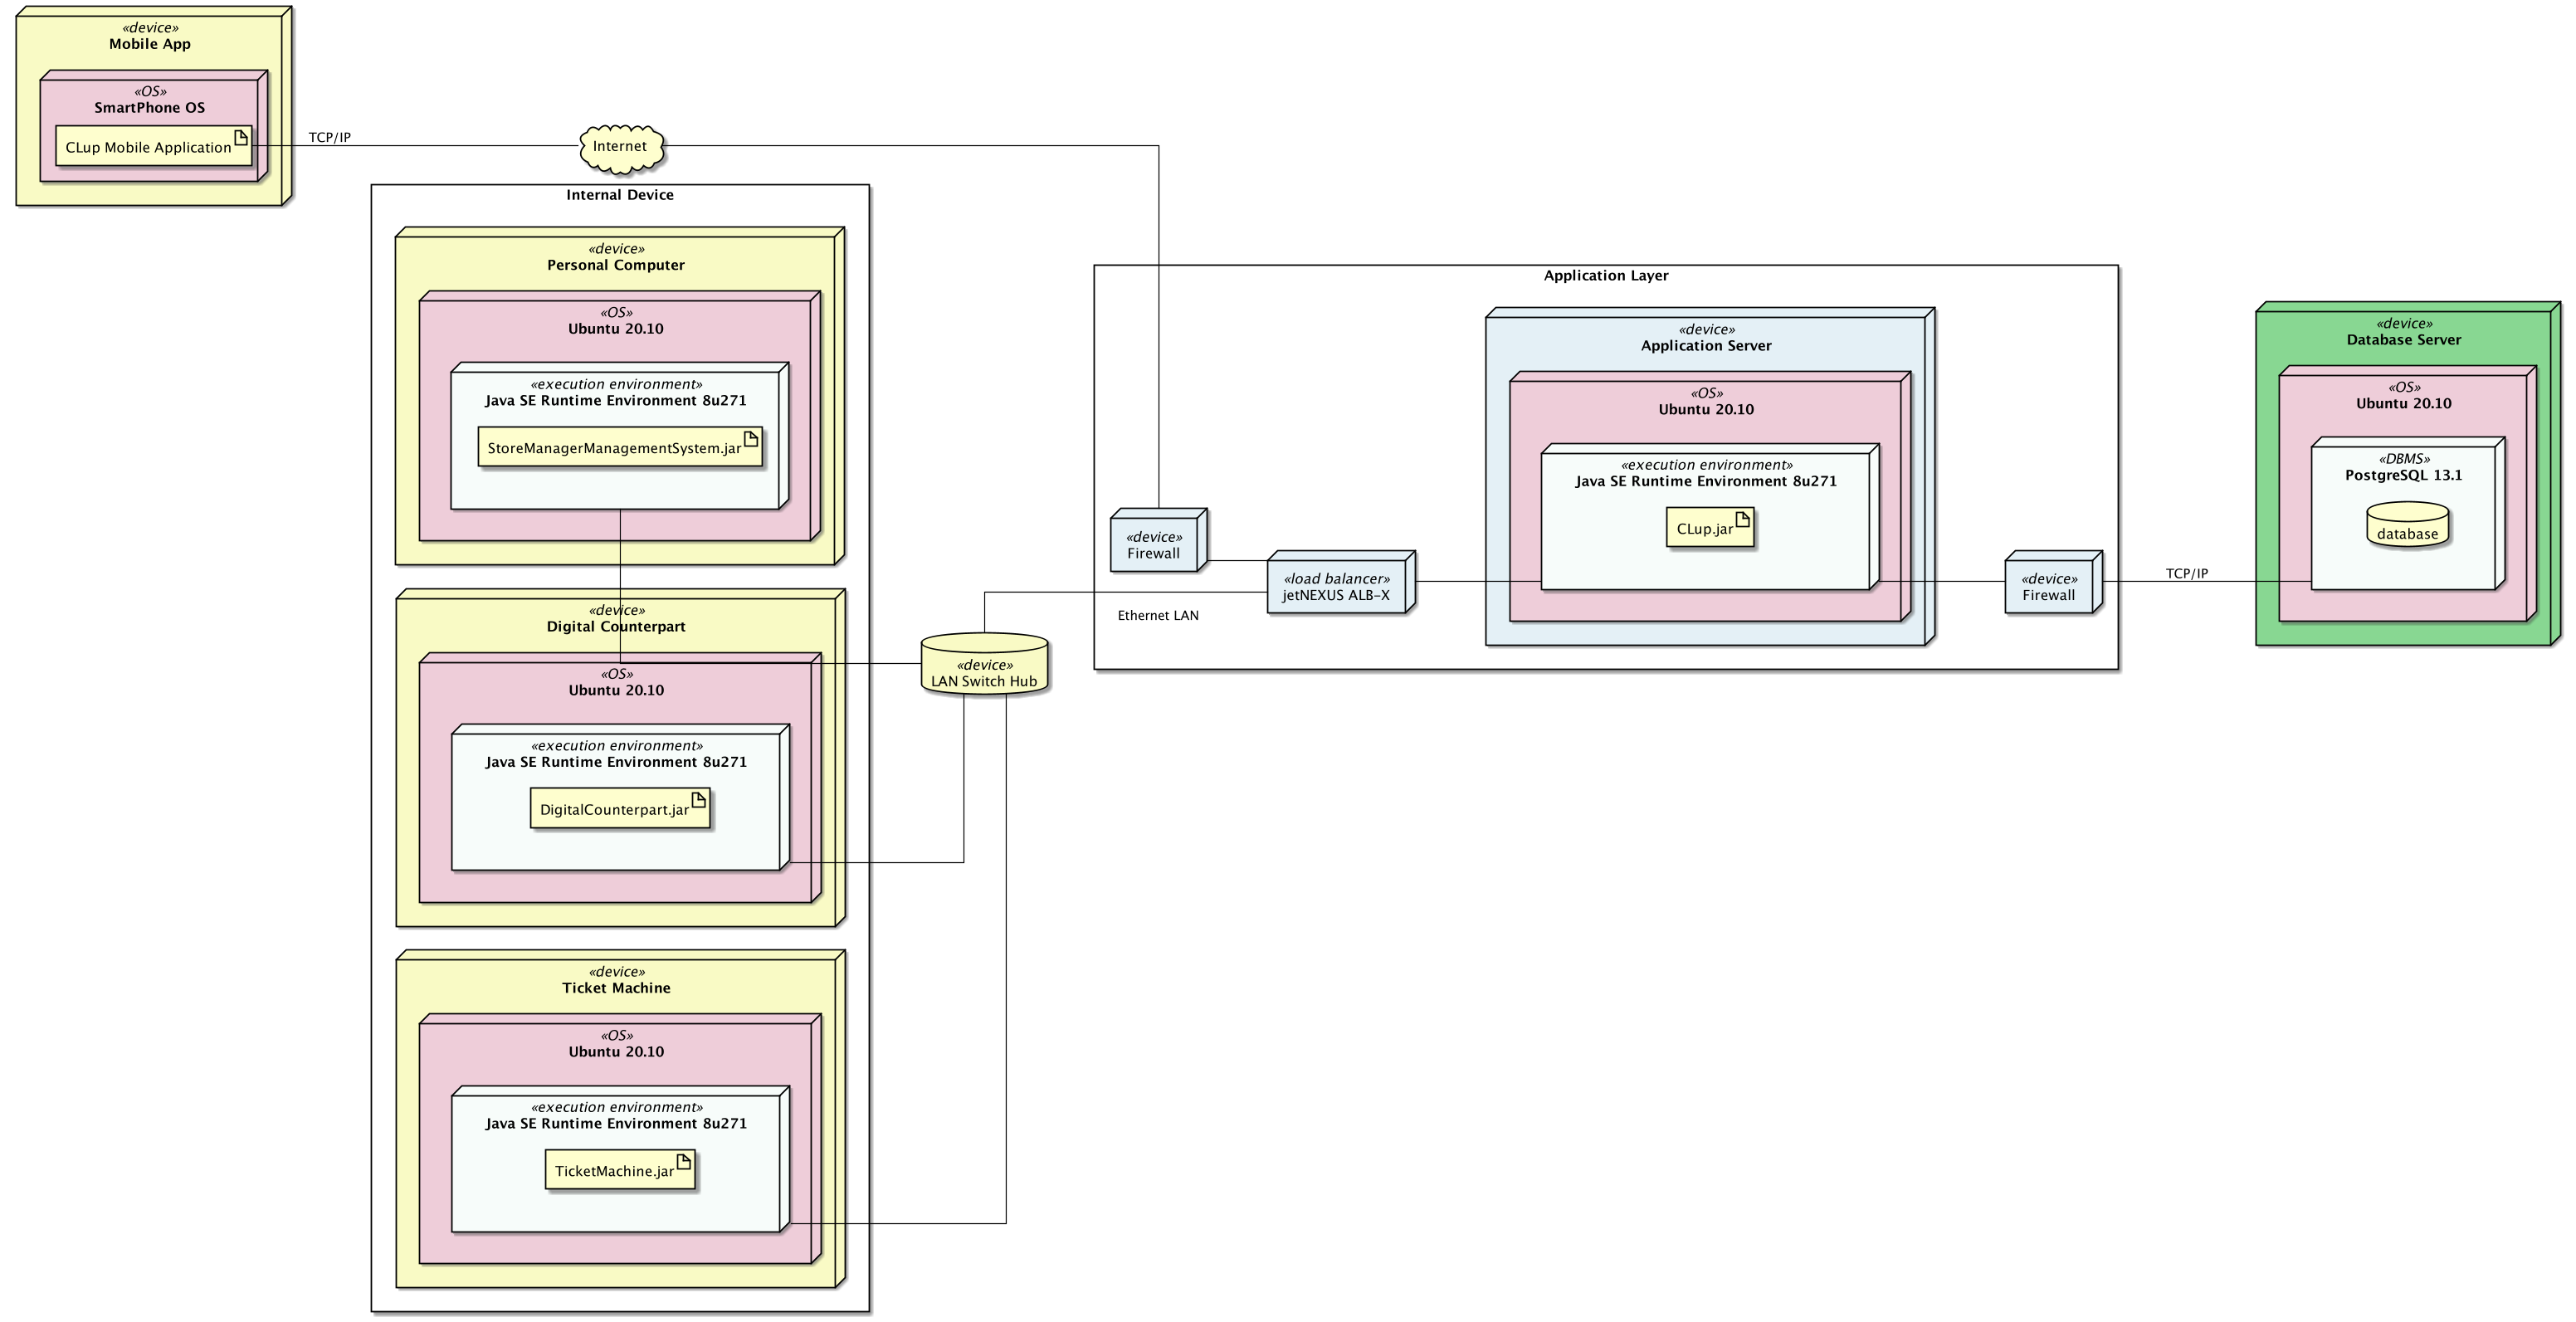 «device»
Mobile App
«OS»
SmartPhone OS
CLup Mobile Application
TCP/IP
Internet
Internal Device
«device»
Personal Computer
«OS»
Ubuntu 20.10
«execution environment»
Java SE Runtime Environment 8u271
StoreManagerManagementSystem.jar
«device»
Digital Counterpart
«OS»
Ubuntu 20.10
«execution environment»
Java SE Runtime Environment 8u271
DigitalCounterpart.jar
«device»
Ticket Machine
«OS»
Ubuntu 20.10
«execution environment»
Java SE Runtime Environment 8u271
TicketMachine.jar
«device»
LAN Switch Hub
Ethernet LAN
Application Layer
«device»
Firewall
«load balancer»
jetNEXUS ALB-X
«device»
Application Server
«OS»
Ubuntu 20.10
«execution environment»
Java SE Runtime Environment 8u271
CLup.jar
«device»
Firewall
TCP/IP
«device»
Database Server
«OS»
Ubuntu 20.10
«DBMS»
PostgreSQL 13.1
database